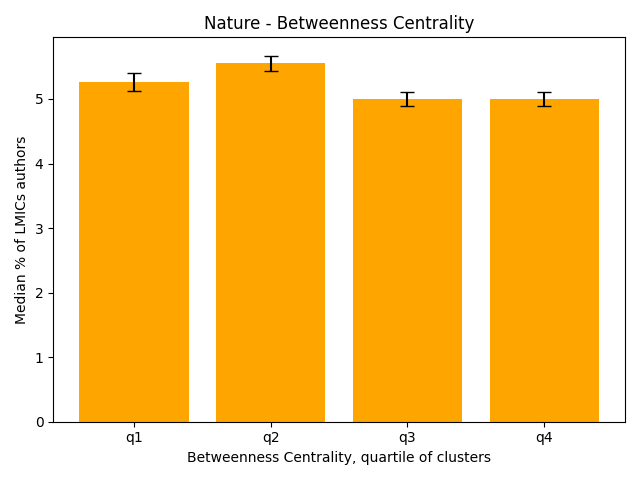 Nature - Betweenness Centrality
Median % of LMICs authors
5
4
3
2
1
0
q1 q2 q3 q4
Betweenness Centrality, quartile of clusters